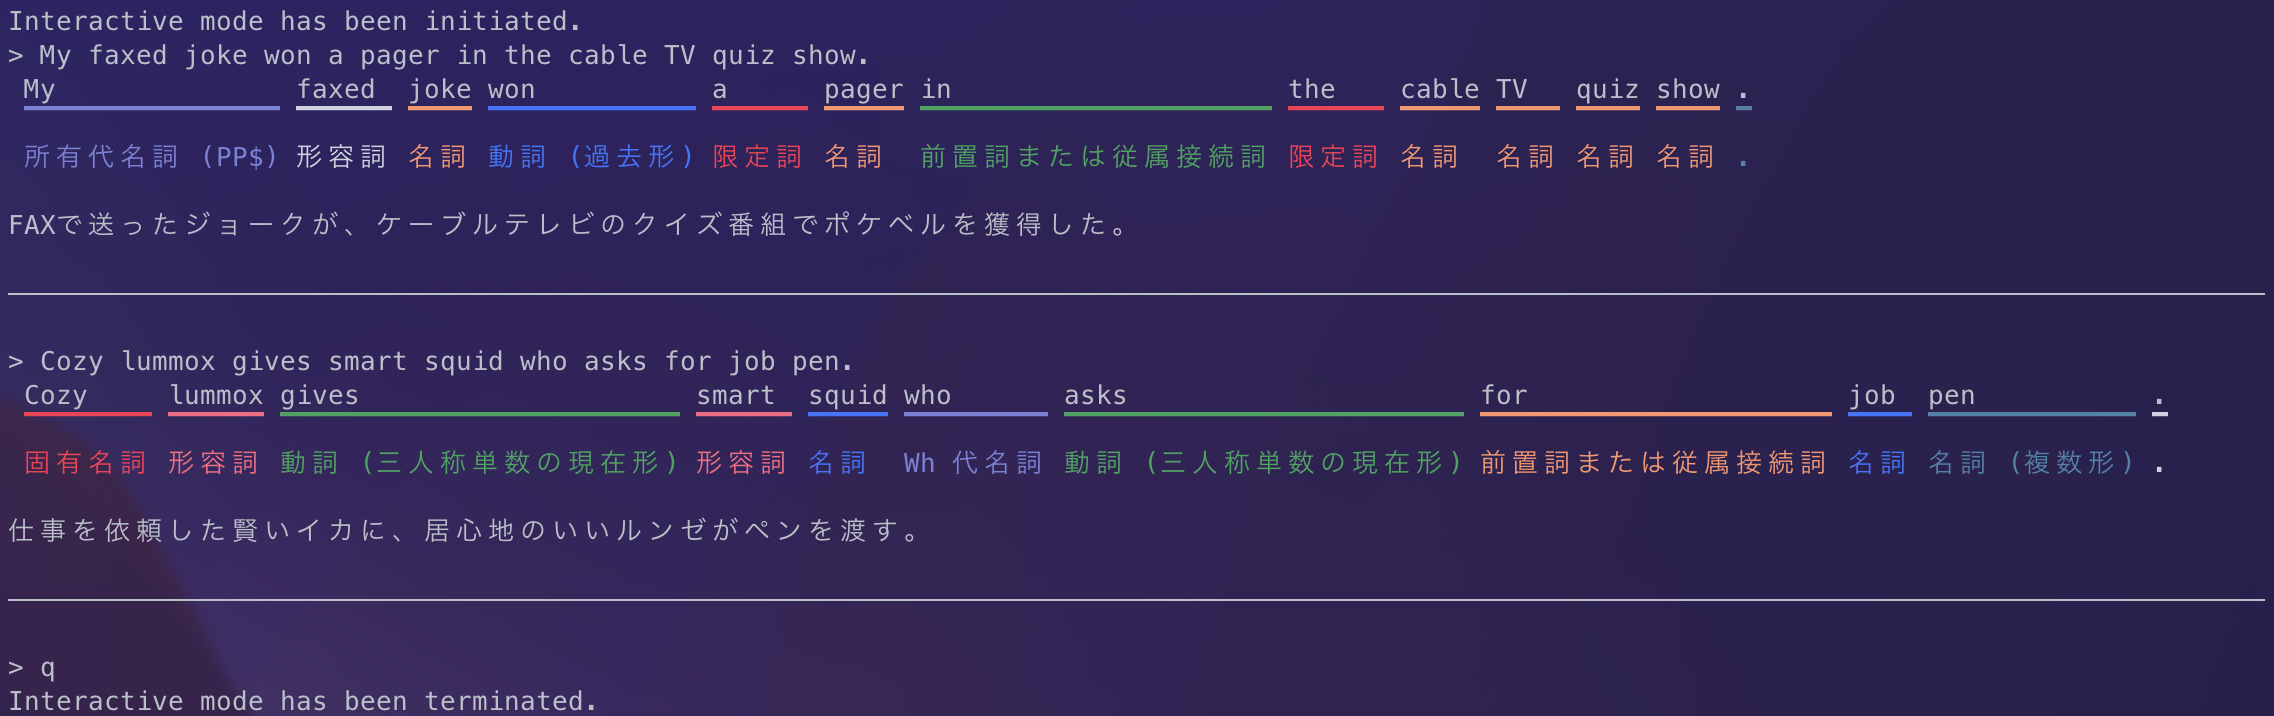 Interactive mode has been initiated.
> My faxed joke won a pager in the cable TV quiz show.
My faxed joke won a pager in the cable TV quiz show .
所有代名詞 (PP$) 形容詞 名詞 動詞 (過去形) 限定詞 名詞 前置詞または従属接続詞 限定詞 名詞 名詞 名詞 名詞 .
FAXで送ったジョークが、ケーブルテレビのクイズ番組でポケベルを獲得した。
> Cozy lummox gives smart squid who asks for job pen.
Cozy lummox gives smart squid who asks for job pen .
固有名詞 形容詞 動詞 (三人称単数の現在形) 形容詞 名詞 Wh 代名詞 動詞 (三人称単数の現在形) 前置詞または従属接続詞 名詞 名詞 (複数形) .
仕事を依頼した賢いイカに、居心地のいいルンゼがペンを渡す。
> q
Interactive mode has been terminated.